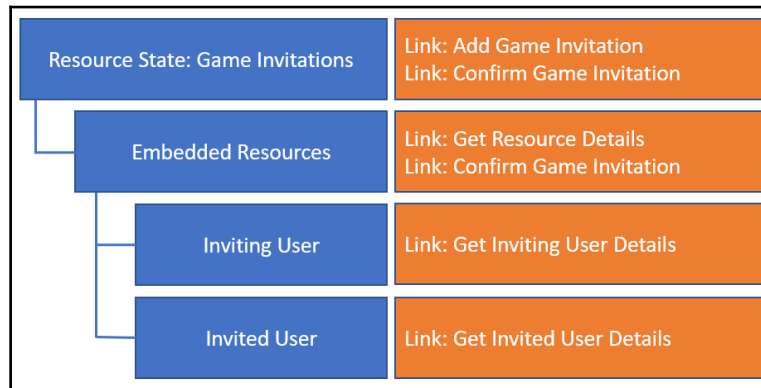 Resource State: Game Invitations
Link: Add Game Invitation
Link: Confirm Game Invitation
Embedded Resources
Link: Get Resource Details
Link: Confirm Game Invitation
Inviting User
Link: Get Inviting User Details
Invited User
Link: Get Invited User Details